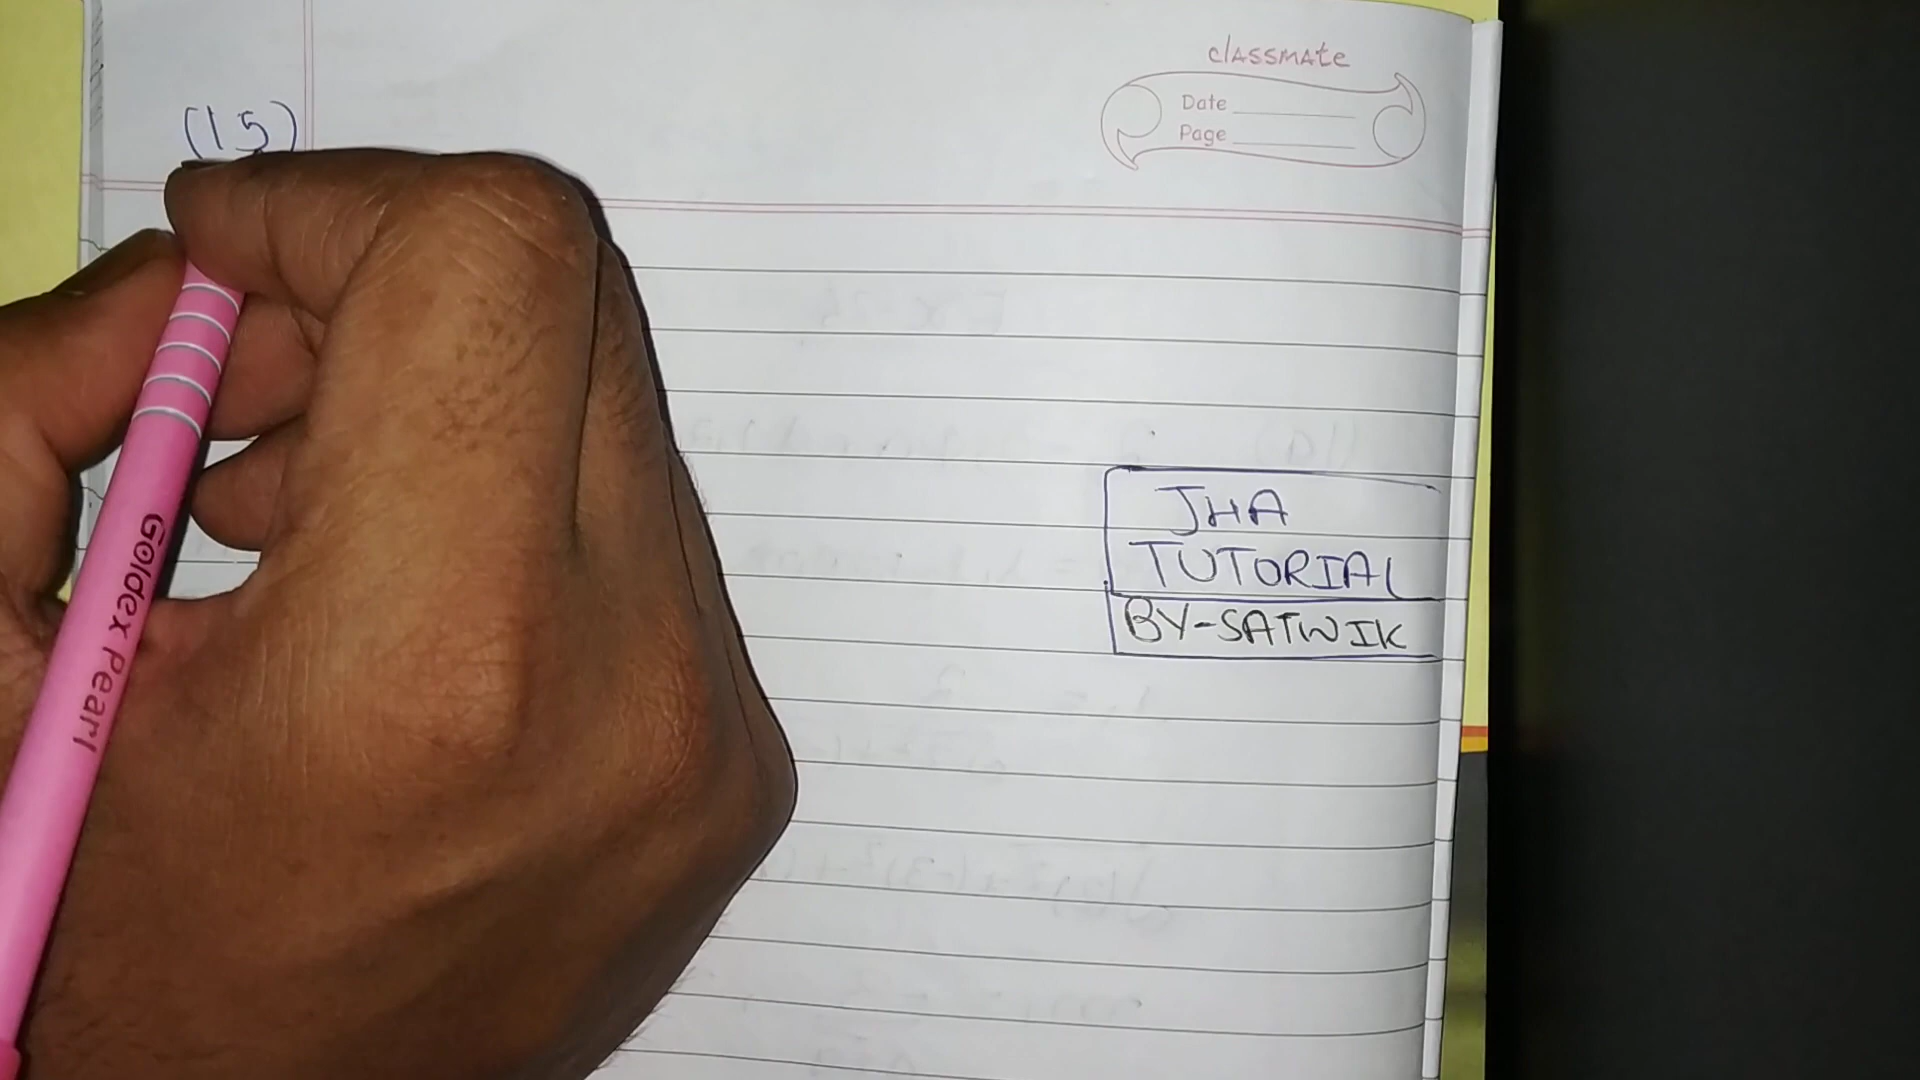 classmate
Date
Page
(15)
JHA
TUTORIAL
BY-SATWIK
Goldex Pearl